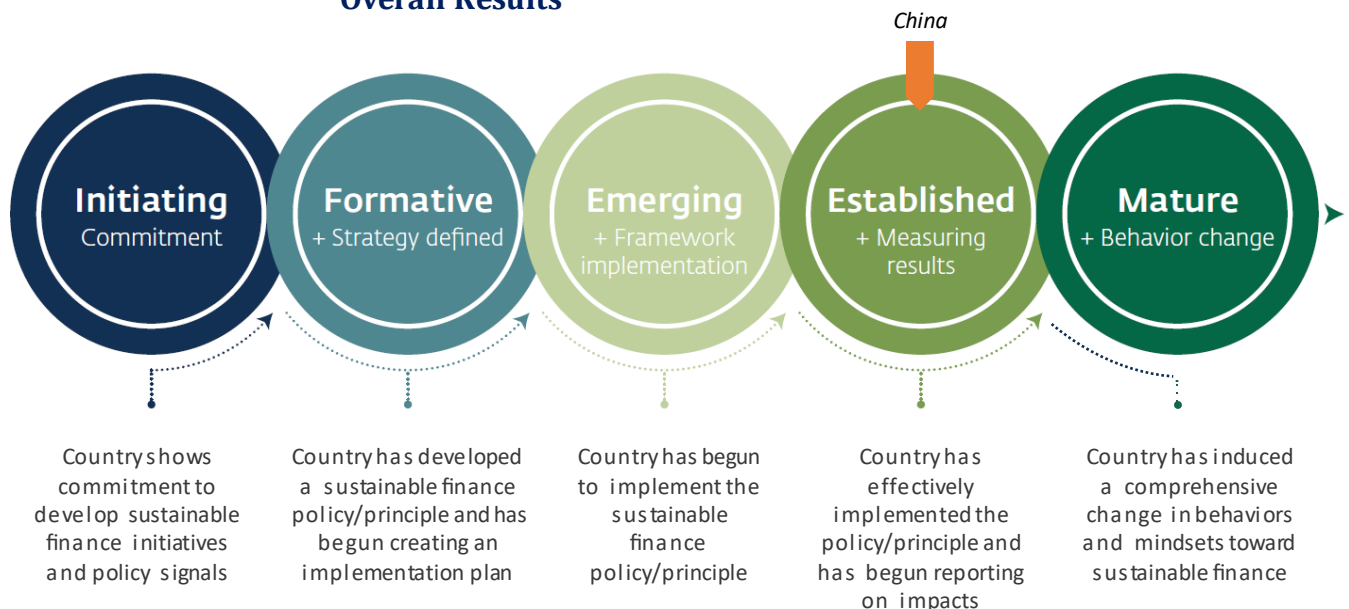 Overall Results
China
Initiating
Commitment
Formative
+ Strategy defined
Emerging
+ Framework
implementation
Established
+ Measuring
results
Mature
+ Behavior change
Country shows
commitment to
develop sustainable
finance initiatives
and policy signals
Country has developed
a sustainable finance
policy/principle and has
begun creating an
implementation plan
Country has begun
to implement the
sustainable
finance
policy/principle
Country has
effectively
implemented the
policy/principle and
has begun reporting
on impacts
Country has induced
a comprehensive
change in behaviors
and mindsets toward
sustainable finance